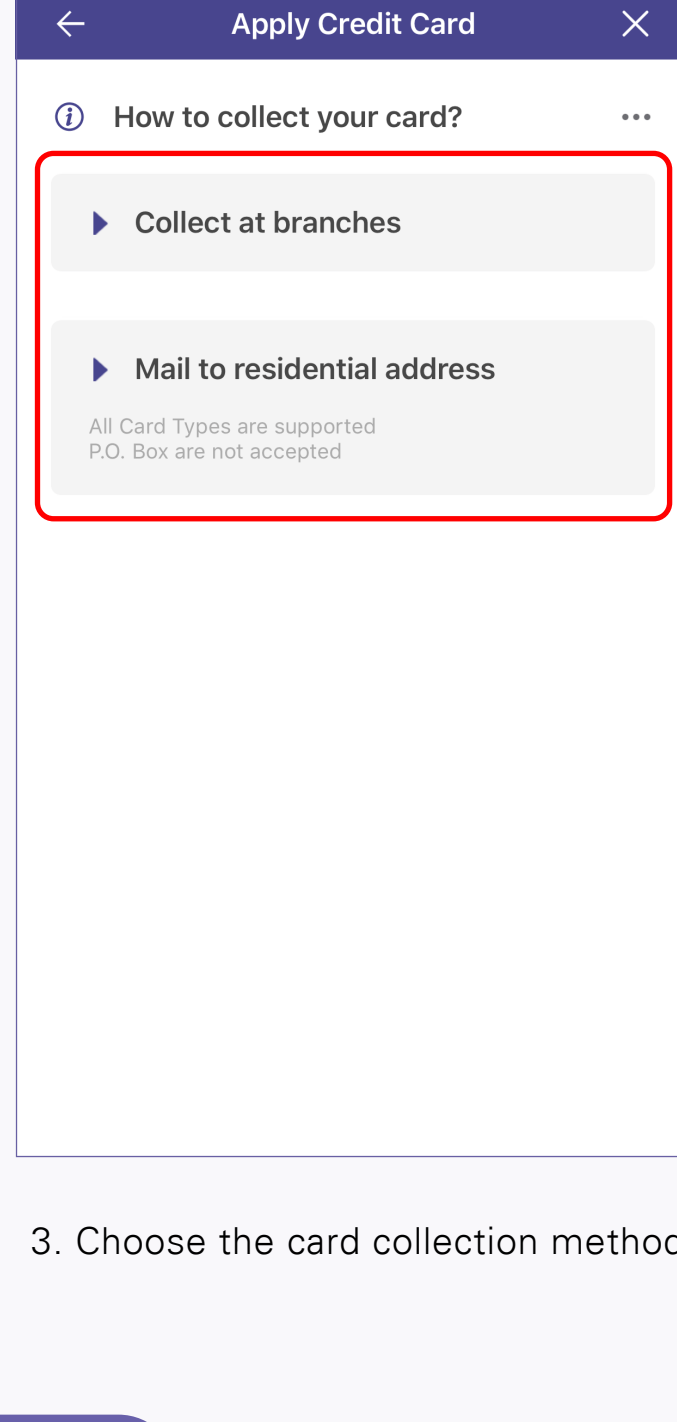 Apply Credit Card
How to collect your card?
Collect at branches
Mail to residential address
All Card Types are supported
P.O. Box are not accepted
3. Choose the card collection method